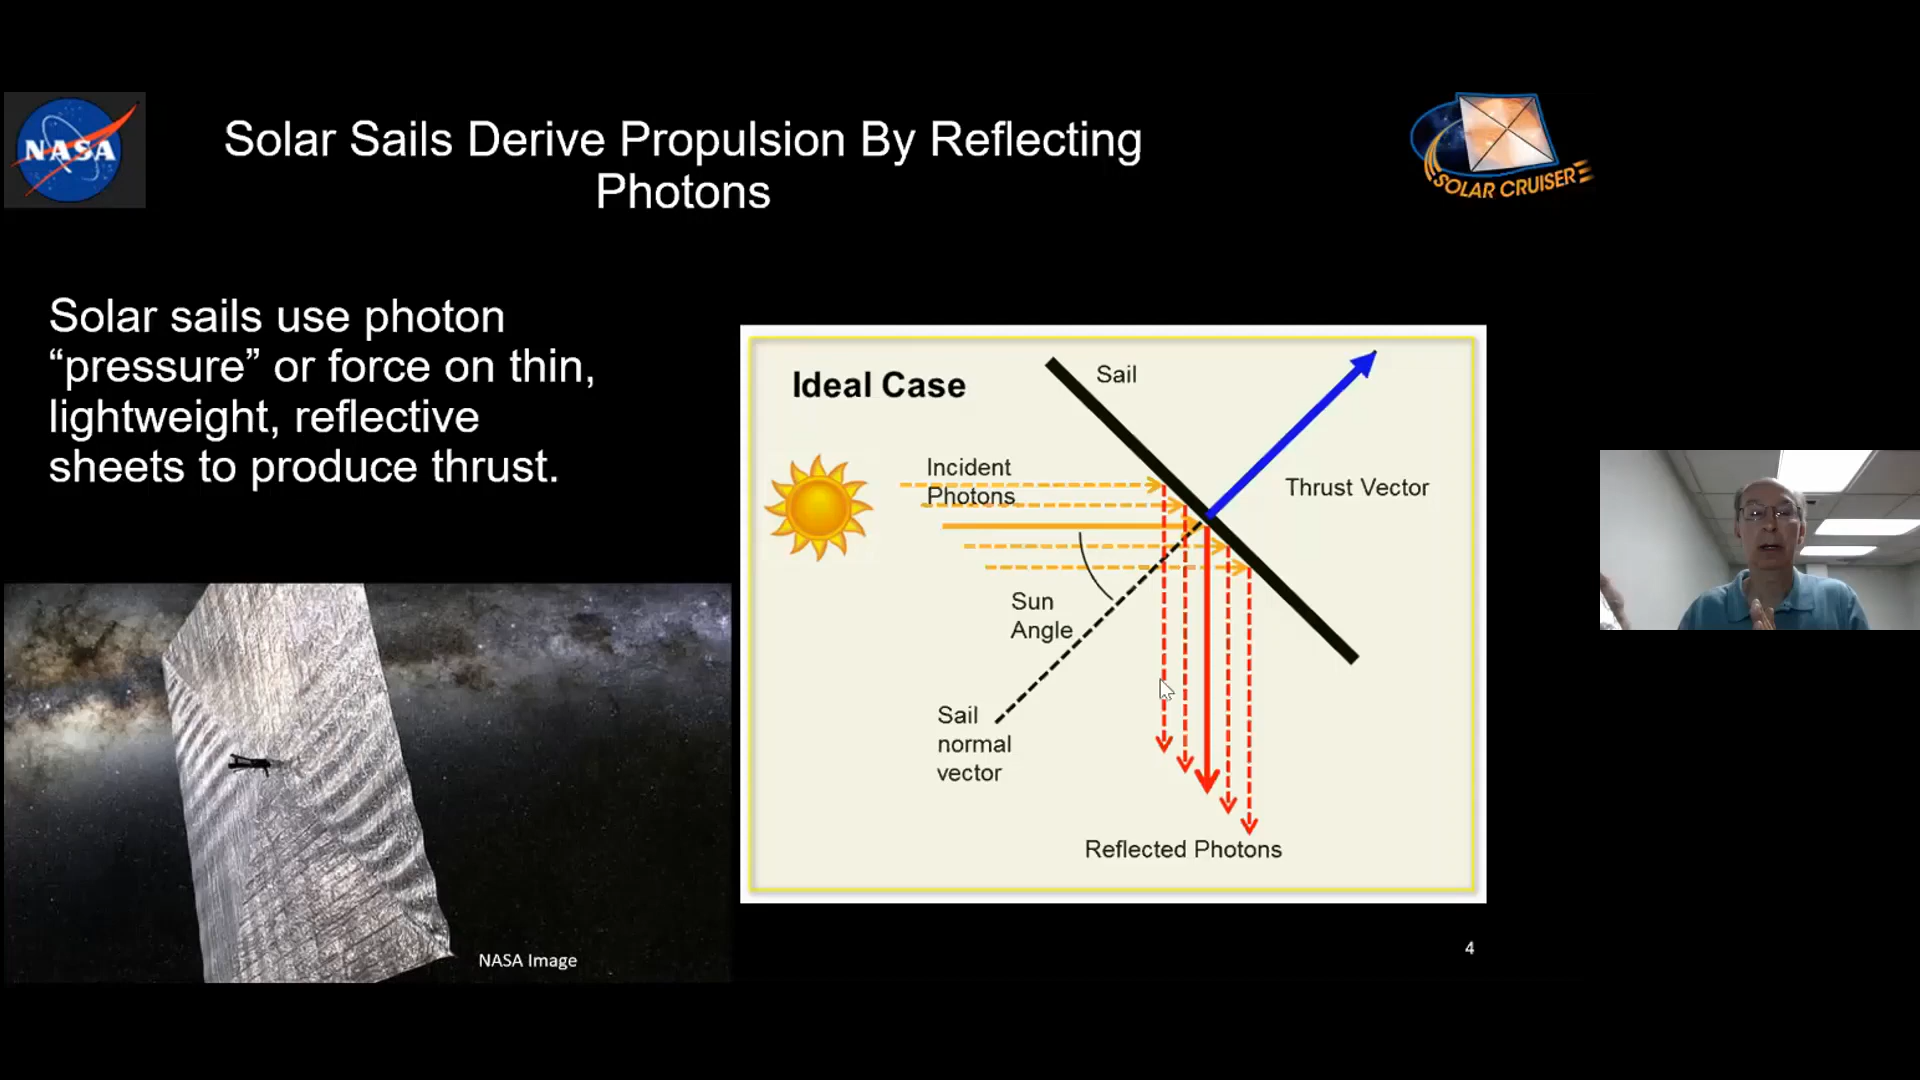 NASA
Solar Sails Derive Propulsion By Reflecting
Photons
SOLAR CRUISER
Solar sails use photon
“pressure” or force on thin,
lightweight, reflective
sheets to produce thrust.
Ideal Case
Sail
Incident
Photons
Thrust Vector
Sun
Angle
Sail
normal
vector
Reflected Photons
NASA Image
4